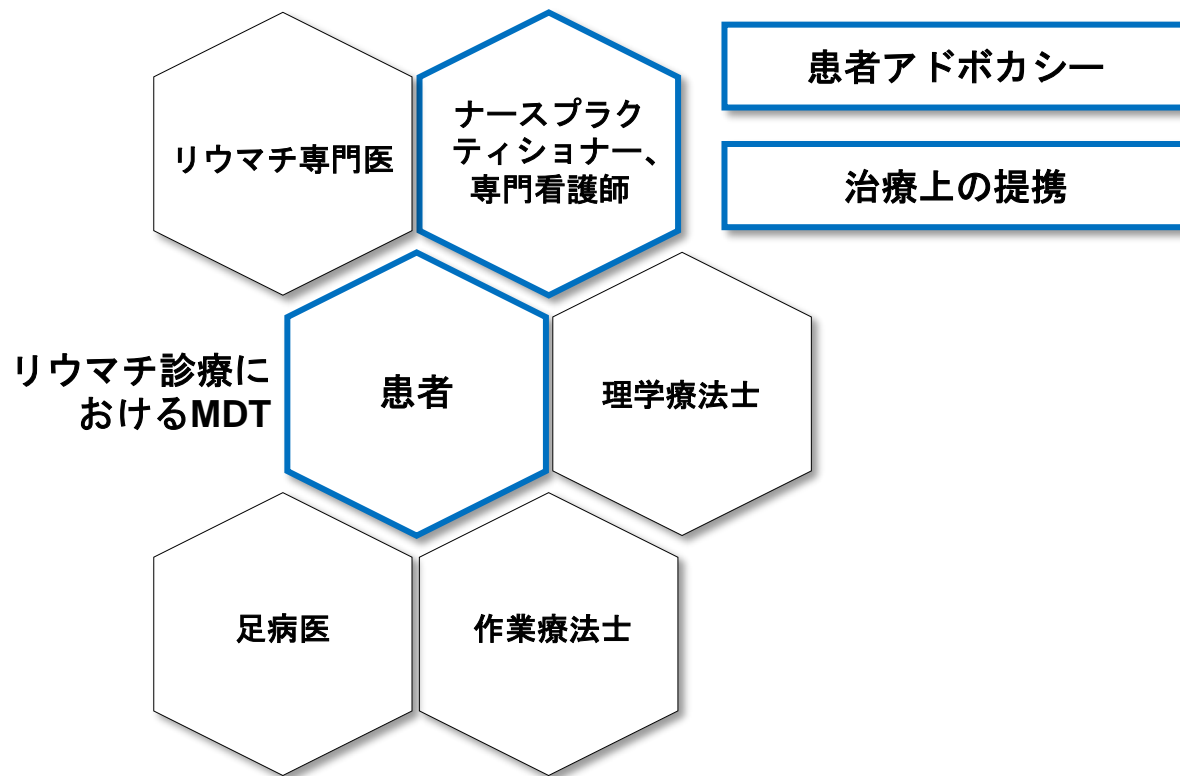 リウマチ専門医
ナースプラク
ティショナー、
専門看護師
患者アドボカシー
治療上の提携
リウマチ診療に
おけるMDT
患者
理学療法士
足病医
作業療法士